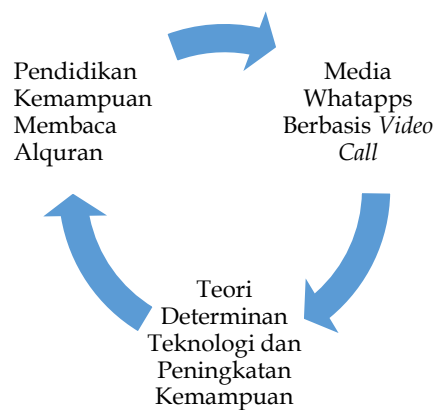 Pendidikan
Kemampuan
Membaca
Alquran
Media
Whatapps
Berbasis Video
Call
Teori
Determinan
Teknologi dan
Peningkatan
Kemampuan